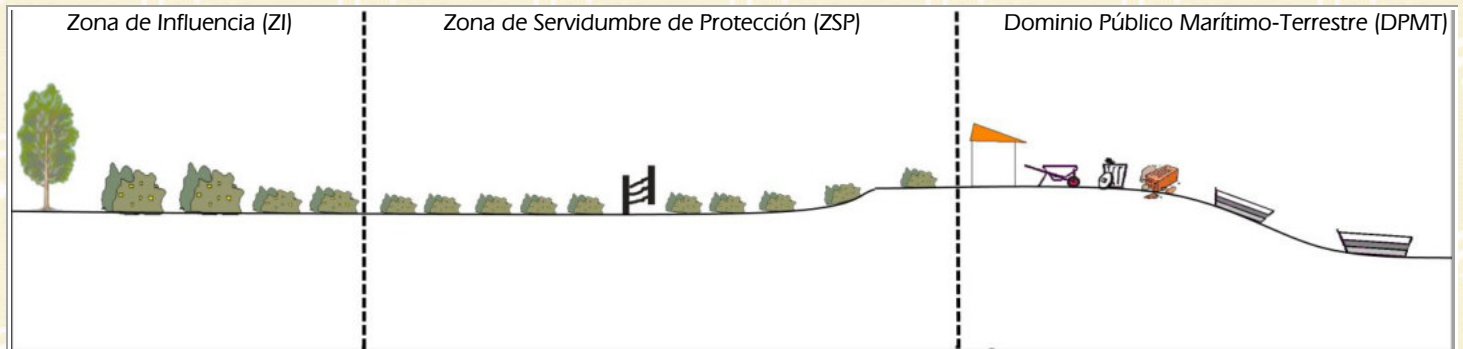 Zona de Influencia (ZI)
Zona de Servidumbre de Protección (ZSP)
Dominio Público Marítimo-Terrestre (DPMT)